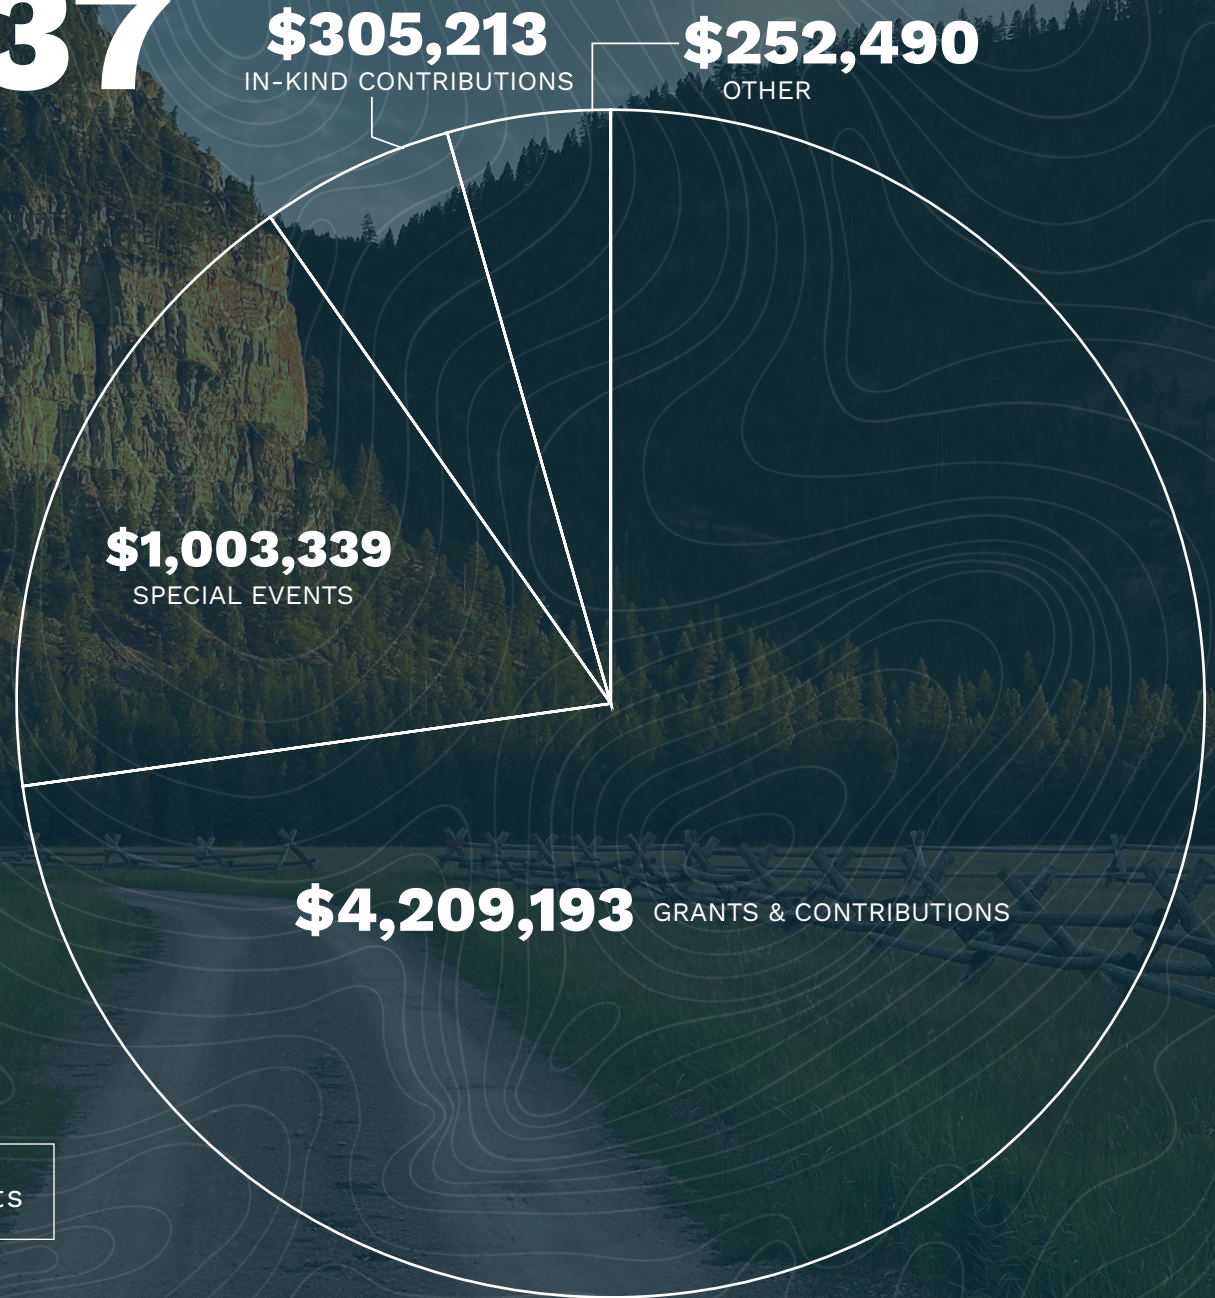 37
$305,213
IN-KIND CONTRIBUTIONS
$252,490
OTHER
$1,003,339
SPECIAL EVENTS
$4,209,193 GRANTS & CONTRIBUTIONS
ts